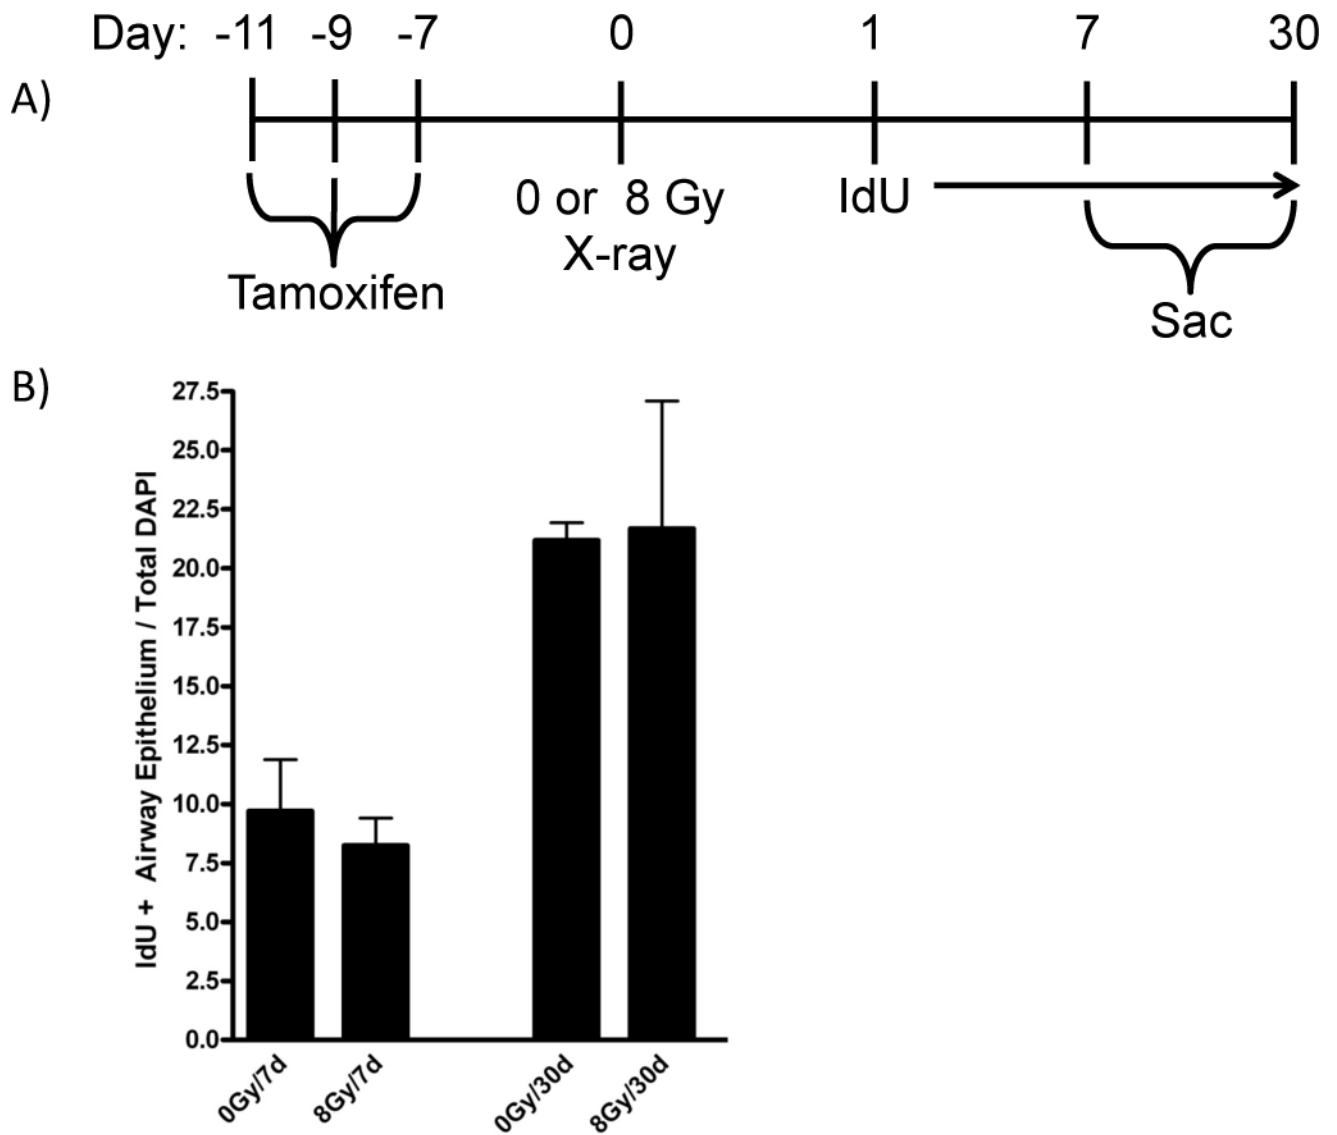 Day: -11 -9 -7 0 1 7 30
A)
0 or 8 Gy
X-ray
IdU
Tamoxifen
Sac
B)
IdU + Airway Epithelium / Total DAPI
27.5
25.0
22.5
20.0
17.5
15.0
12.5
10.0
7.5
5.0
2.5
0.0
0Gy/7d 8Gy/7d 0Gy/30d 8Gy/30d